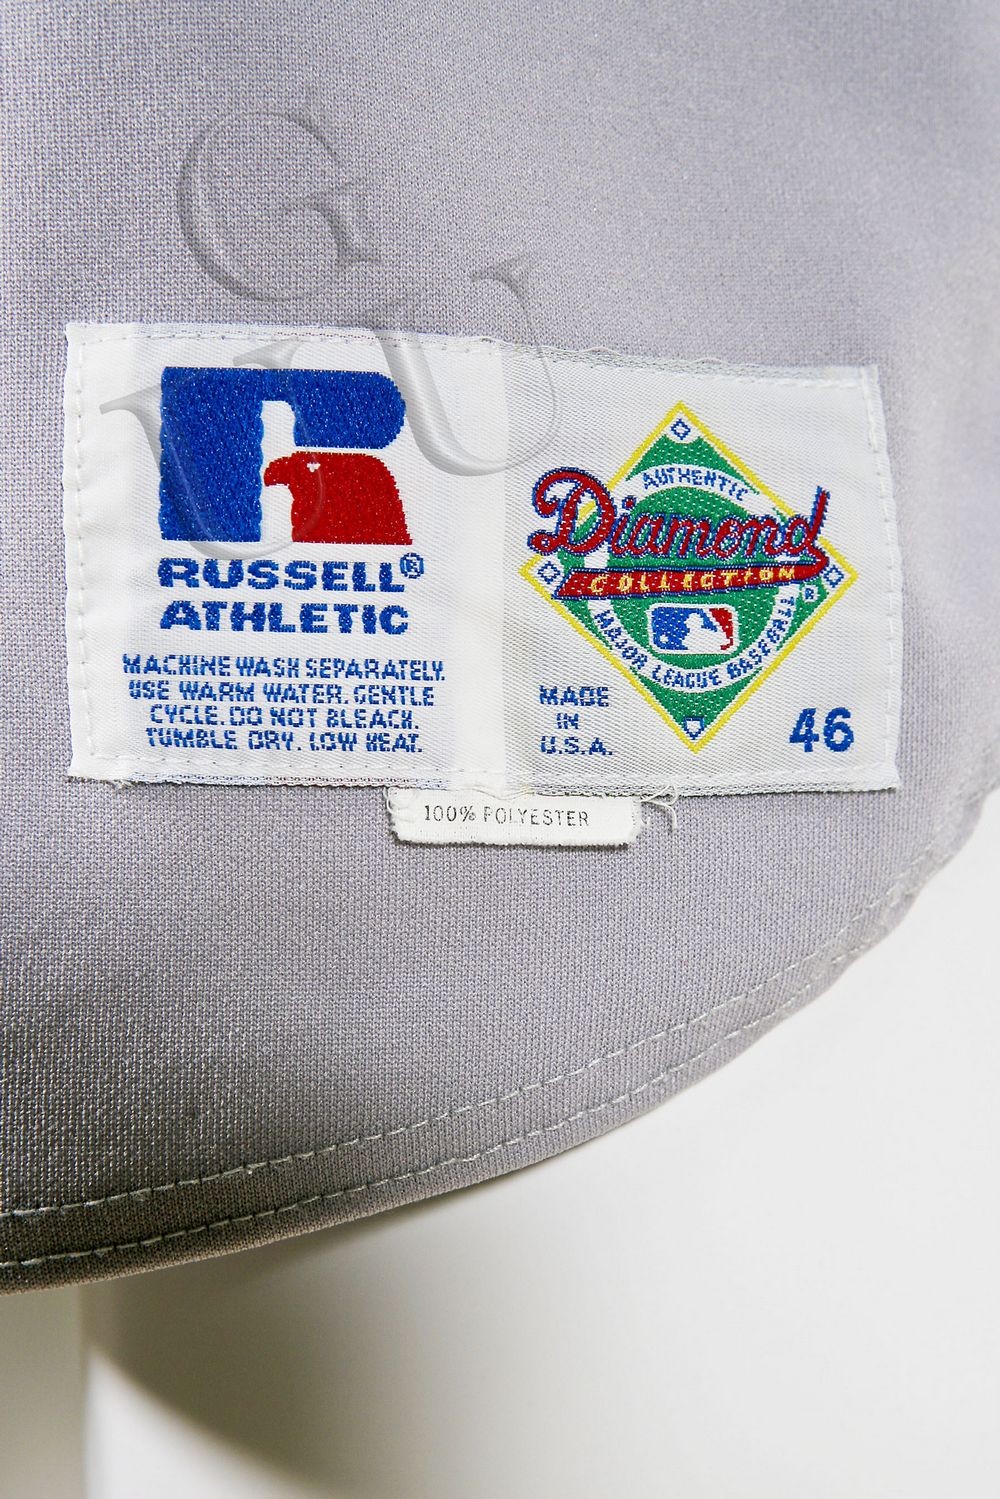 GUU
RUSSELL®
ATHLETIC
MACHINE WASH SEPARATELY.
USE WARM WATER. GENTLE
CYCLE. DO NOT BLEACH.
TUMBLE DRY. LOW HEAT.
AUTHENTIC
Diamond
COLLECTION
®
MAJOR LEAGUE BASEBALL
MADE
IN
U.S.A.
46
100% POLYESTER